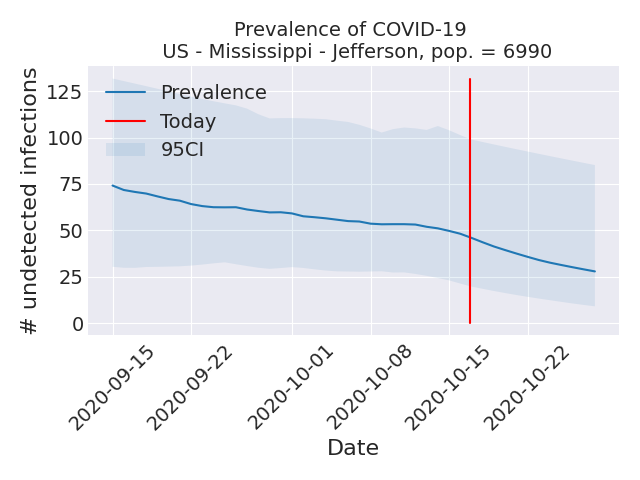 Prevalence of COVID-19
US - Mississippi - Jefferson, pop. = 6990
# undetected infections
125
100
75
50
25
0
Prevalence
Today
95CI
2020-09-15
2020-09-22
2020-10-01
2020-10-08
2020-10-15
2020-10-22
Date